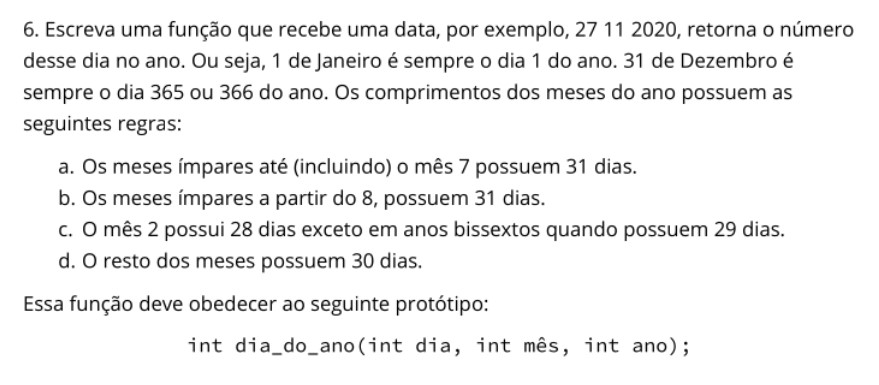 6. Escreva uma função que recebe uma data, por exemplo, 27 11 2020, retorna o número
desse dia no ano. Ou seja, 1 de Janeiro é sempre o dia 1 do ano. 31 de Dezembro é
sempre o dia 365 ou 366 do ano. Os comprimentos dos meses do ano possuem as
seguintes regras:
a. Os meses ímpares até (incluindo) o mês 7 possuem 31 dias.
b. Os meses ímpares a partir do 8, possuem 31 dias.
c. O mês 2 possui 28 dias exceto em anos bissextos quando possuem 29 dias.
d. O resto dos meses possuem 30 dias.
Essa função deve obedecer ao seguinte protótipo:
int dia_do_ano(int dia, int mês, int ano);